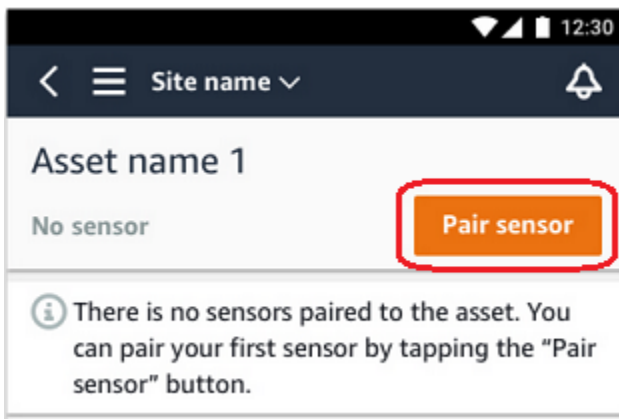 12:30
Site name
Asset name 1
No sensor
Pair sensor
There is no sensors paired to the asset. You
can pair your first sensor by tapping the “Pair
sensor” button.